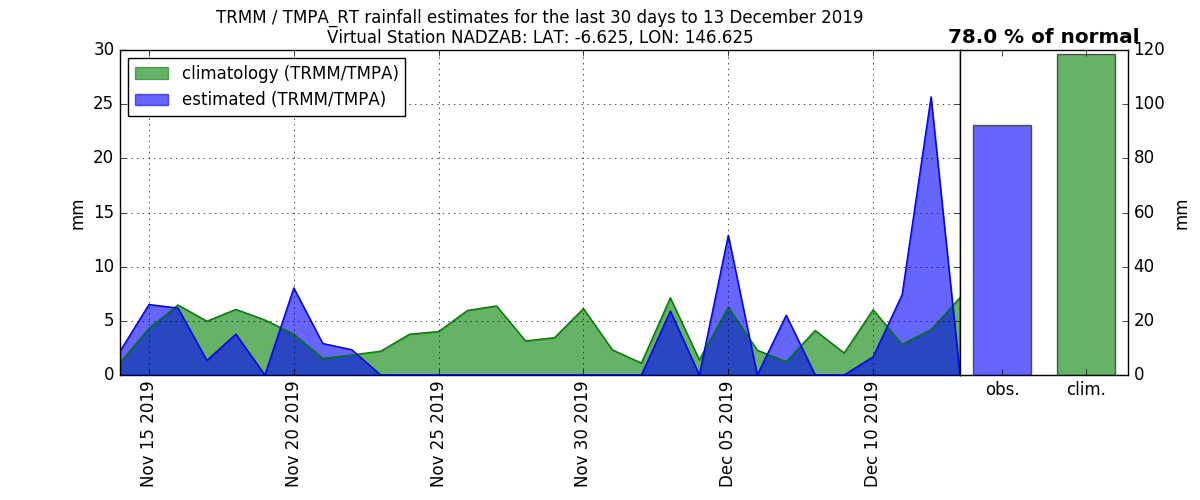 TRMM / TMPA_RT rainfall estimates for the last 30 days to 13 December 2019
Virtual Station NADZAB: LAT: -6.625, LON: 146.625
78.0 % of normal
climatology (TRMM/TMPA)
estimated (TRMM/TMPA)
30
25
20
15
10
5
0
mm
Nov 15 2019
Nov 20 2019
Nov 25 2019
Nov 30 2019
Dec 05 2019
Dec 10 2019
obs.
clim.
120
100
80
60
40
20
0
mm